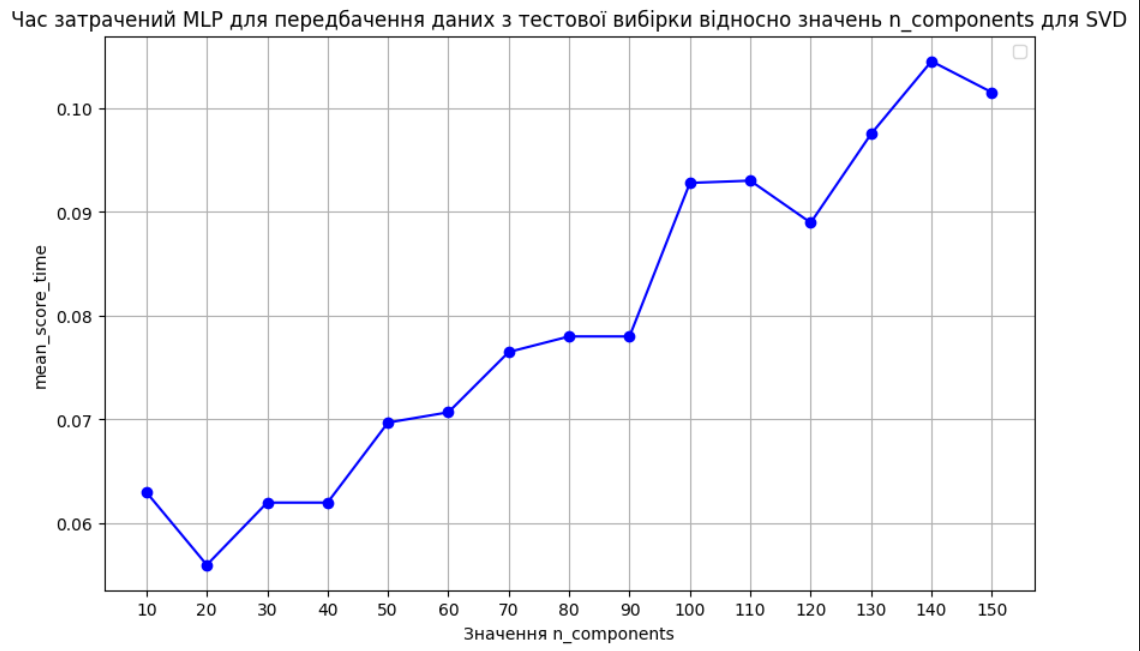 Час затрачений MLP для передбачення даних з тестової вибірки відносно значень n_components для SVD
0.10
0.09
0.08
0.07
0.06
mean_score_time
10 20 30 40 50 60 70 80 90 100 110 120 130 140 150
Значення n_components